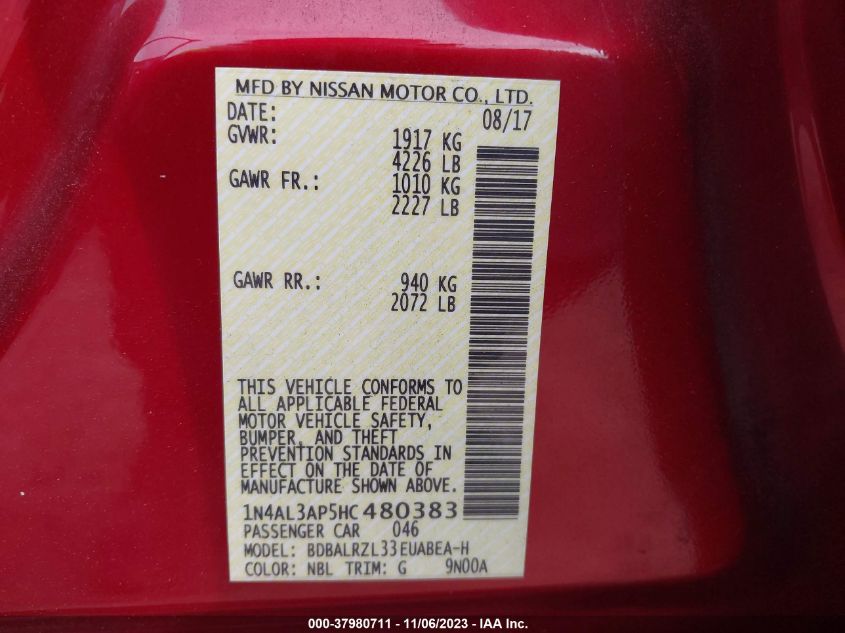 MFD BY NISSAN MOTOR CO., LTD.
DATE: 08/17
GVWR: 1917 KG
4226 LB
GAWR FR.: 1010 KG
2227 LB
GAWR RR.: 940 KG
2072 LB
THIS VEHICLE CONFORMS TO
ALL APPLICABLE FEDERAL
MOTOR VEHICLE SAFETY,
BUMPER, AND THEFT
PREVENTION STANDARDS IN
EFFECT ON THE DATE OF
MANUFACTURE SHOWN ABOVE.
1N4AL3AP5HC480383
PASSENGER CAR 046
MODEL: BDBALRZL33EUABEA-H
COLOR: NBL TRIM: G 9N00A
000-37980711 - 11/06/2023 - IAA Inc.